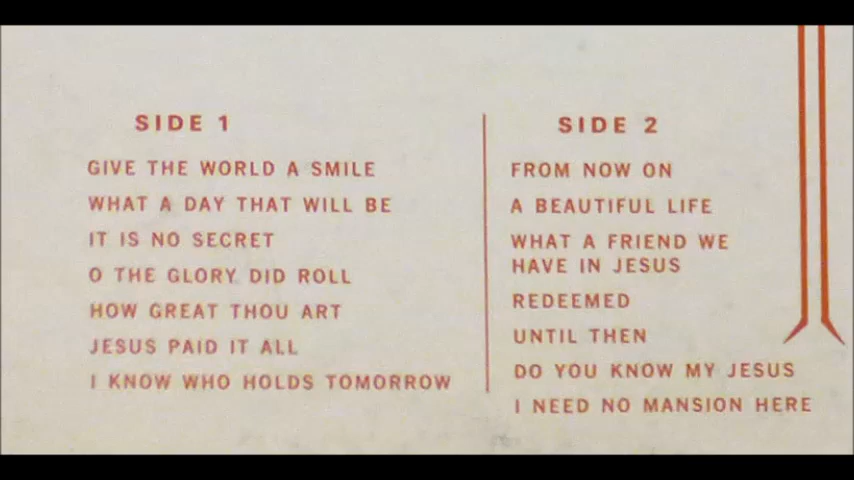 SIDE 1
GIVE THE WORLD A SMILE
WHAT A DAY THAT WILL BE
IT IS NO SECRET
O THE GLORY DID ROLL
HOW GREAT THOU ART
JESUS PAID IT ALL
I KNOW WHO HOLDS TOMORROW
SIDE 2
FROM NOW ON
A BEAUTIFUL LIFE
WHAT A FRIEND WE
HAVE IN JESUS
REDEEMED
UNTIL THEN
DO YOU KNOW MY JESUS
I NEED NO MANSION HERE